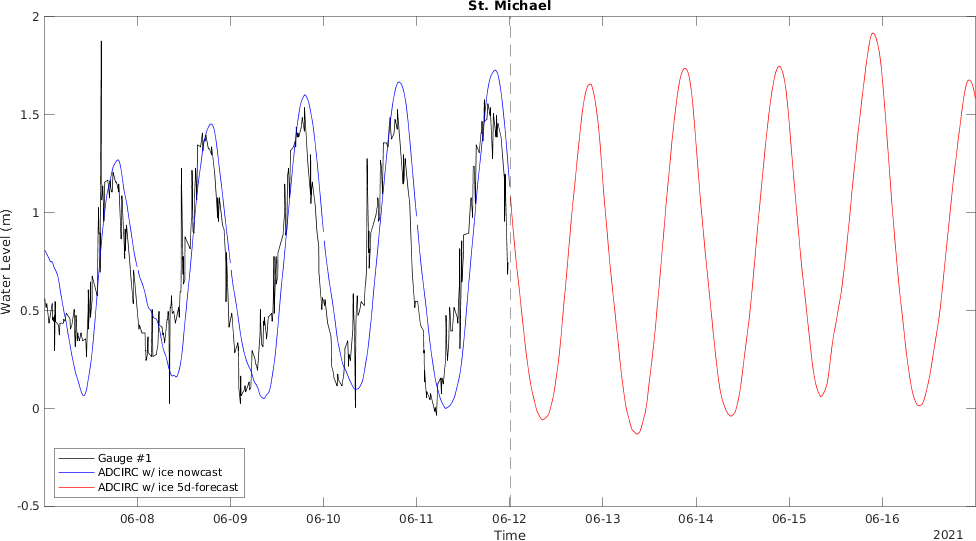 St. Michael
2
1.5
1
0.5
0
-0.5
Water Level (m)
Gauge #1
ADCIRC w/ ice nowcast
ADCIRC w/ ice 5d-forecast
06-08 06-09 06-10 06-11 06-12 06-13 06-14 06-15 06-16
Time
2021